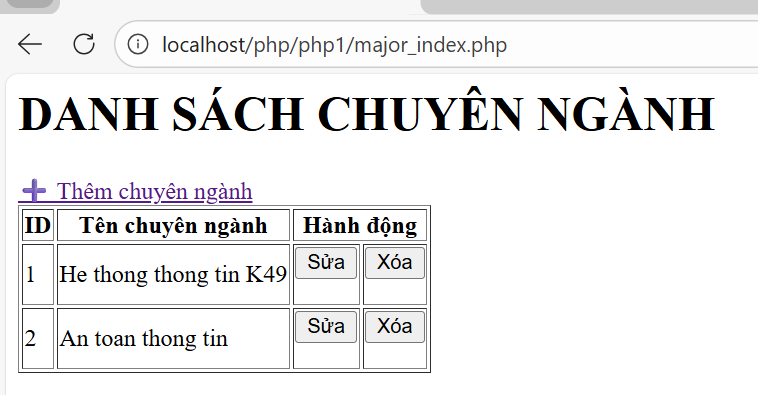 localhost/php/php1/major_index.php
DANH SÁCH CHUYÊN NGÀNH
➕ Thêm chuyên ngành
ID Tên chuyên ngành Hành động
1 He thong thong tin K49 Sửa Xóa
2 An toan thong tin Sửa Xóa